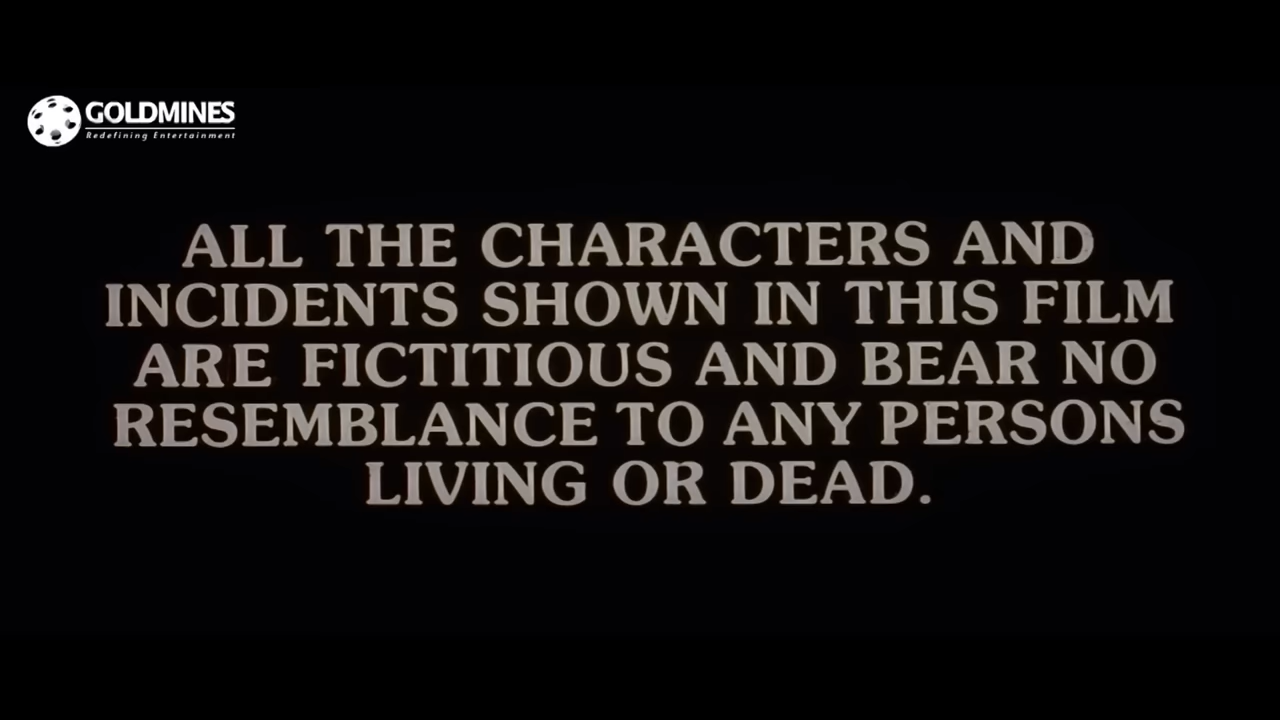 GOLDMINES
Redefining Entertainment
ALL THE CHARACTERS AND
INCIDENTS SHOWN IN THIS FILM
ARE FICTITIOUS AND BEAR NO
RESEMBLANCE TO ANY PERSONS
LIVING OR DEAD.